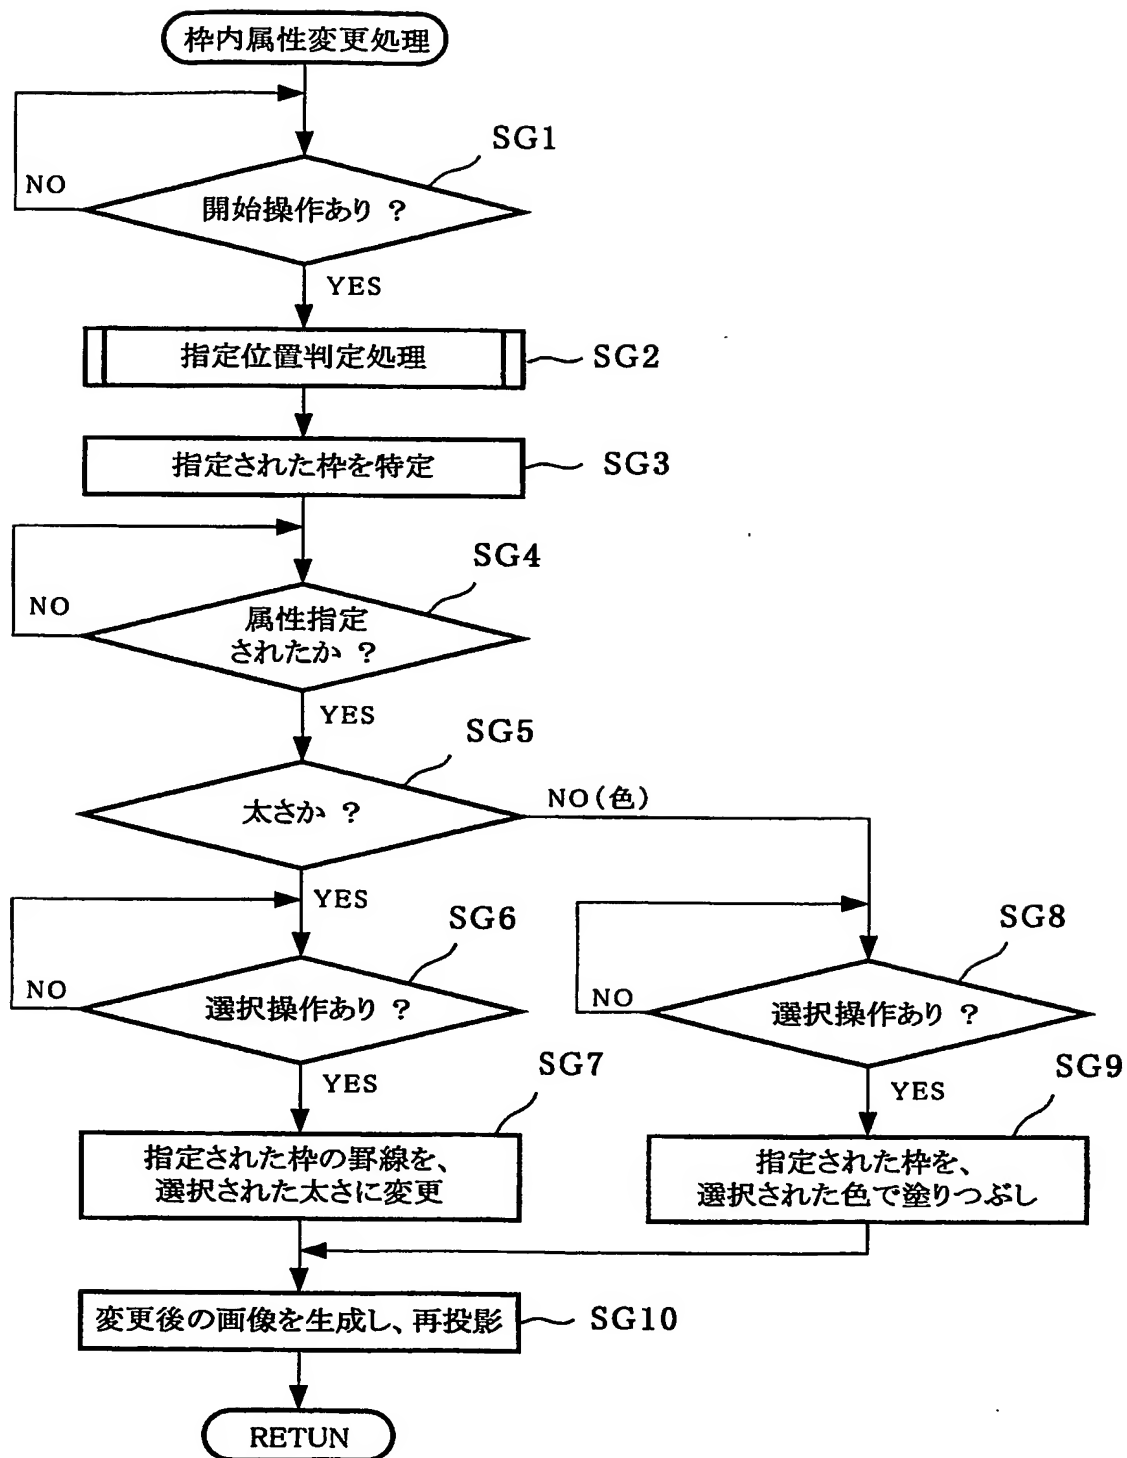 枠内属性変更処理
SG1
NO
開始操作あり ?
YES
指定位置判定処理
SG2
指定された枠を特定
SG3
SG4
NO
属性指定
されたか ?
YES
SG5
太さか ?
NO(色)
YES
SG6
NO
選択操作あり ?
SG8
NO
選択操作あり ?
YES
SG7
指定された枠の罫線を、
選択された太さに変更
YES
SG9
指定された枠を、
選択された色で塗りつぶし
変更後の画像を生成し、再投影
SG10
RETUN